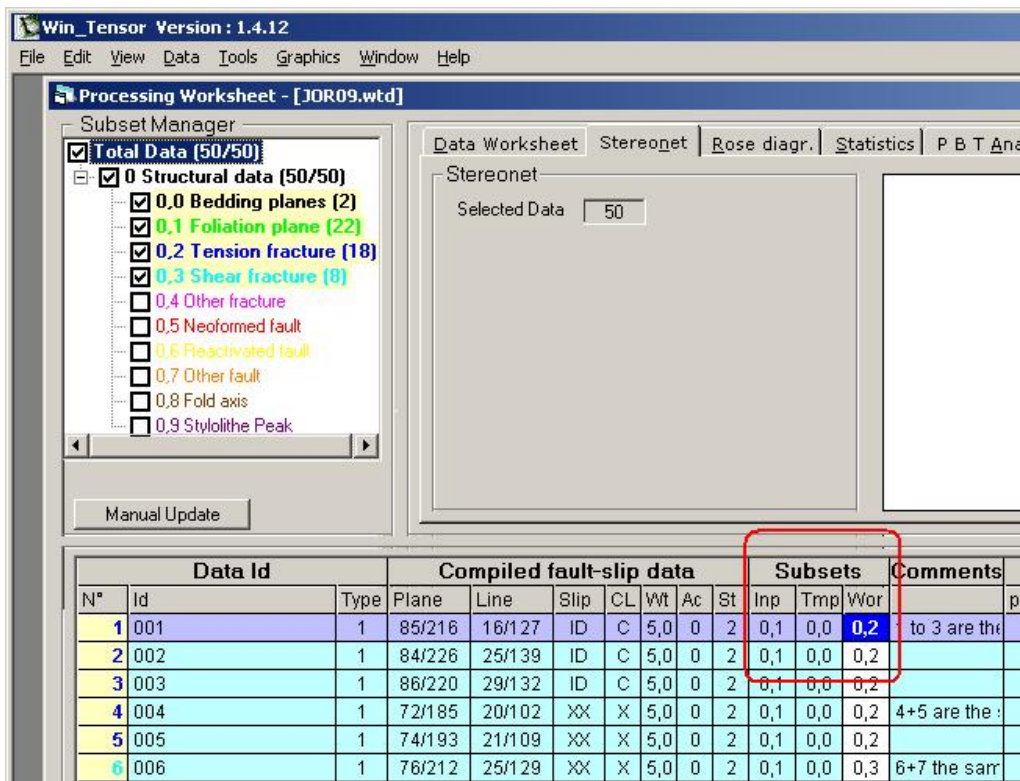 Win_Tensor Version : 1.4.12
File Edit View Data Tools Graphics Window Help
Processing Worksheet - [JOR09.wtd]
Subset Manager
Total Data (50/50)
0 Structural data (50/50)
0,0 Bedding planes (2)
0,1 Foliation plane (22)
0,2 Tension fracture (18)
0,3 Shear fracture (8)
0,4 Other fracture
0,5 Neoformed fault
0,6 Reactivated fault
0,7 Other fault
0,8 Fold axis
0,9 Stylolithe Peak
Manual Update
Data Worksheet Stereonet Rose diagr. Statistics P B T Ana
Stereonet
Selected Data 50
Data Id Compiled fault-slip data Subsets Comments
N° Id Type Plane Line Slip CL Wt Ac St Inp Tmp Wor p
1 001 1 85/216 16/127 ID C 5,0 0 2 0,1 0,0 0,2 to 3 are the
2 002 1 84/226 25/139 ID C 5,0 0 2 0,1 0,0 0,2
3 003 1 86/220 29/132 ID C 5,0 0 2 0,1 0,0 0,2
4 004 1 72/185 20/102 XX X 5,0 0 2 0,1 0,0 0,2 4+5 are the
5 005 1 74/193 21/109 XX X 5,0 0 2 0,1 0,0 0,2
6 006 1 76/212 25/129 XX X 5,0 0 2 0,1 0,0 0,3 6+7 the sam